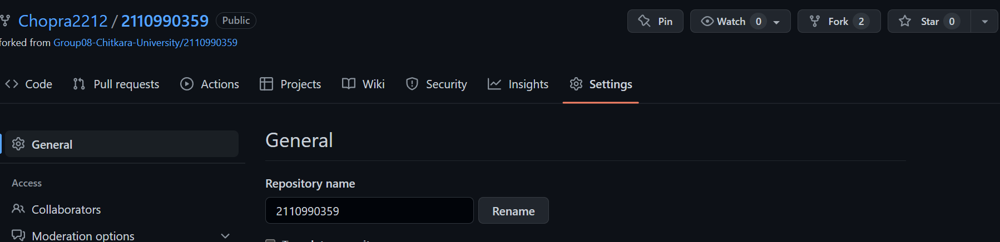 Chopra2212 / 2110990359 Public Pin Watch 0 Fork 2 Star 0
forked from Group08-Chitkara-University/2110990359
Code Pull requests Actions Projects Wiki Security Insights Settings
General
Access
Collaborators
Moderation options
General
Repository name
2110990359 Rename